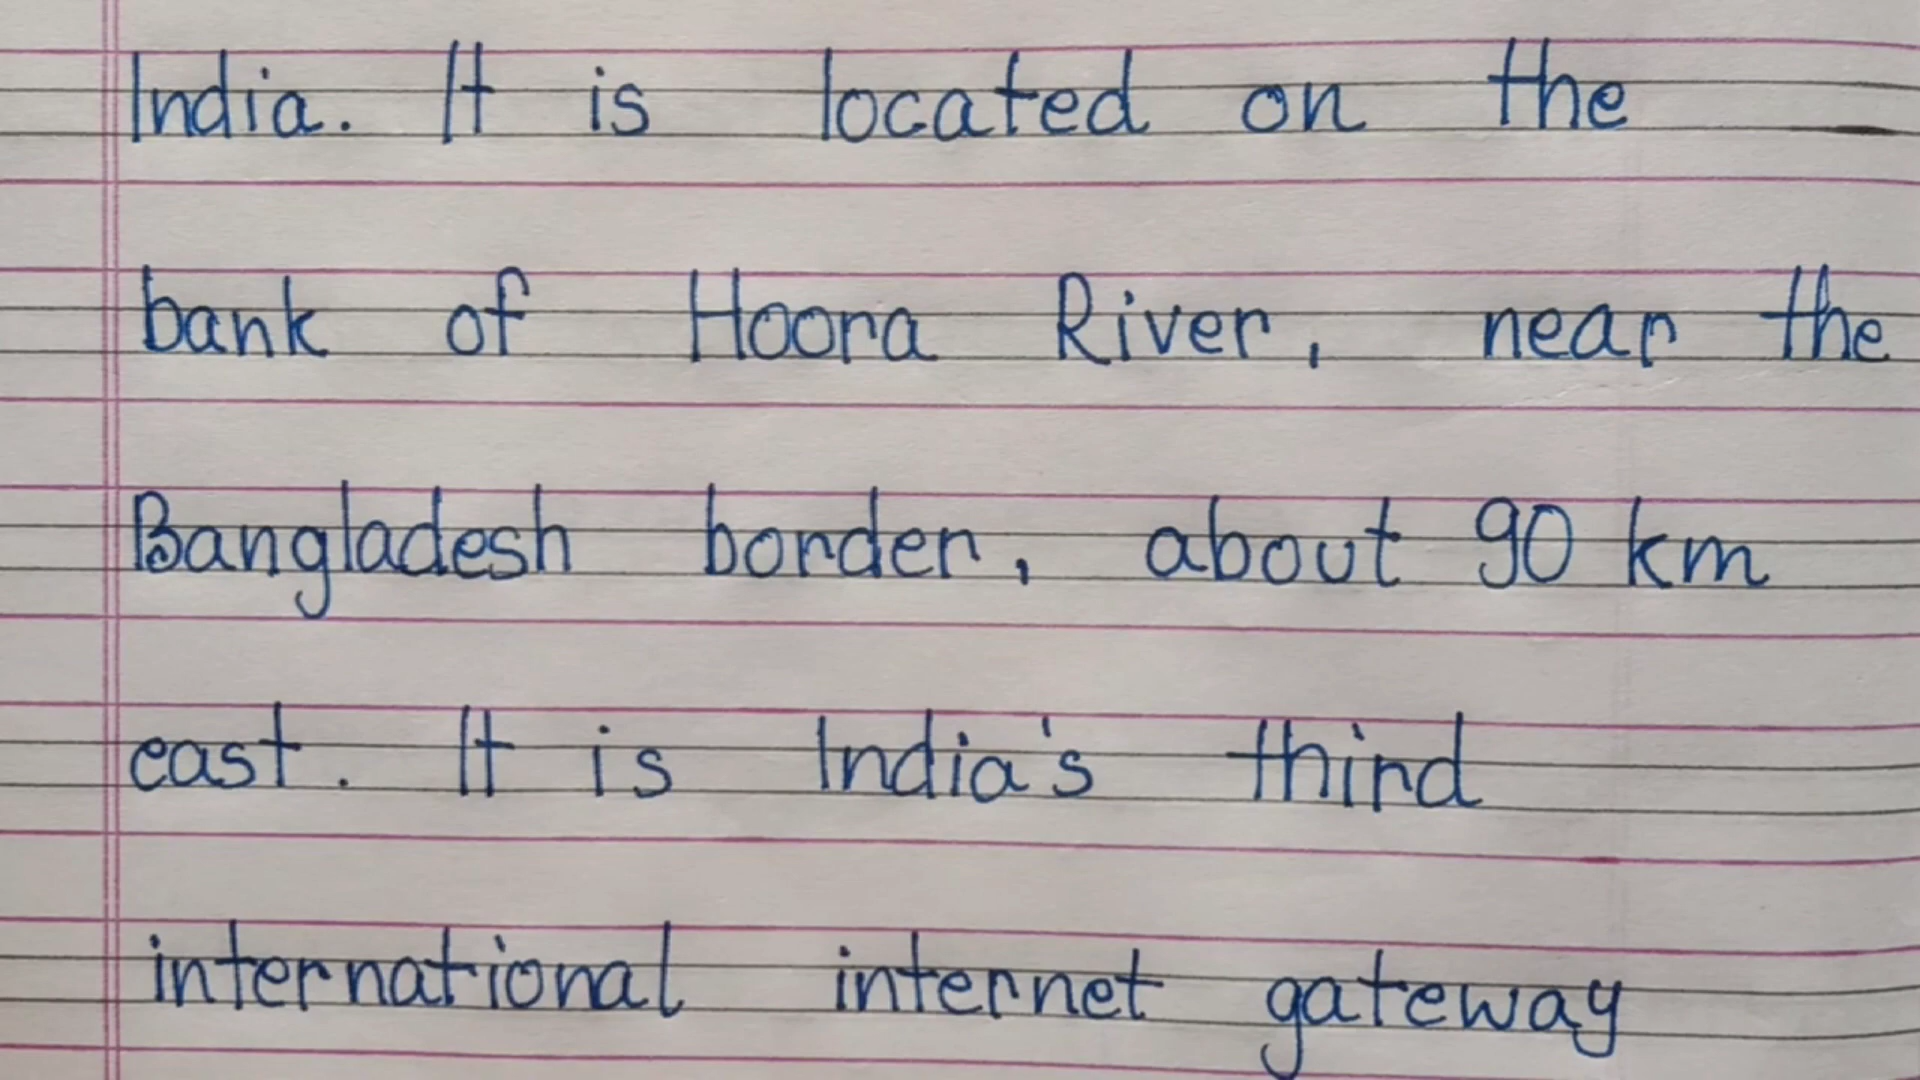 India. It is located on the
bank of Hoora River, near the
Bangladesh border, about 90 km
east. It is India's third
international internet gateway